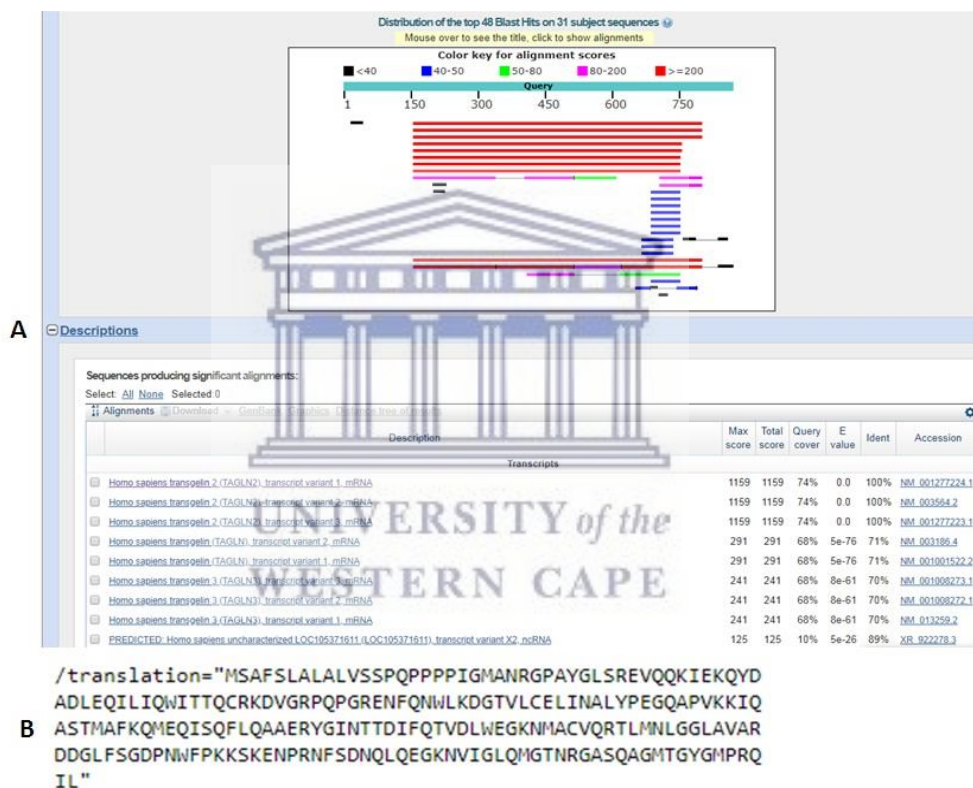 Distribution of the top 48 Blast Hits on 31 subject sequences
Mouse over to see the title, click to show alignments
Color key for alignment scores
<40 40-50 50-80 80-200 >=200
Query
1 150 300 450 600 750
A
Descriptions
Sequences producing significant alignments:
Select: All None Selected:0
Alignments Download GenBank Graphics Distance tree of results
Description Max score Total score Query cover E value Ident Accession
Transcripts
Homo sapiens transgelin 2 (TAGLN2), transcript variant 1, mRNA 1159 1159 74% 0.0 100% NM_001277224.1
Homo sapiens transgelin 2 (TAGLN2), transcript variant 2, mRNA 1159 1159 74% 0.0 100% NM_003564.2
Homo sapiens transgelin 2 (TAGLN2), transcript variant 3, mRNA 1159 1159 74% 0.0 100% NM_001277223.1
Homo sapiens transgelin (TAGLN), transcript variant 2, mRNA 291 291 68% 5e-76 71% NM_003186.4
Homo sapiens transgelin (TAGLN), transcript variant 1, mRNA 291 291 68% 5e-76 71% NM_001001522.2
Homo sapiens transgelin 3 (TAGLN3), transcript variant 3, mRNA 241 241 68% 8e-61 70% NM_001008273.1
Homo sapiens transgelin 3 (TAGLN3), transcript variant 2, mRNA 241 241 68% 8e-61 70% NM_001008272.1
Homo sapiens transgelin 3 (TAGLN3), transcript variant 1, mRNA 241 241 68% 8e-61 70% NM_013259.2
PREDICTED: Homo sapiens uncharacterized LOC105371611 (LOC105371611), transcript variant X2, ncRNA 125 125 10% 5e-26 89% XR_922278.3
UNIVERSITY of the
WESTERN CAPE
/translation="MSAFSLALALVSSPQPPPPIGMANRGPAYGLSREVQQKIEKQYD
ADLEQILIQWITTQCRKDVGRPQPGRENFQNWLKDGTVLCELINALYPEGQAPVKKIQ
B
ASTMAFKQMEQISQFLQAAERYGINTTDIFQTVDLWEGKNMACVQRTLMNLGGLAVAR
DDGLFSGDPNWFPKKSKENPRNFSDNQLQEGKNVIGLQMGTNRGASQAGMTGYGMPRQ
IL"